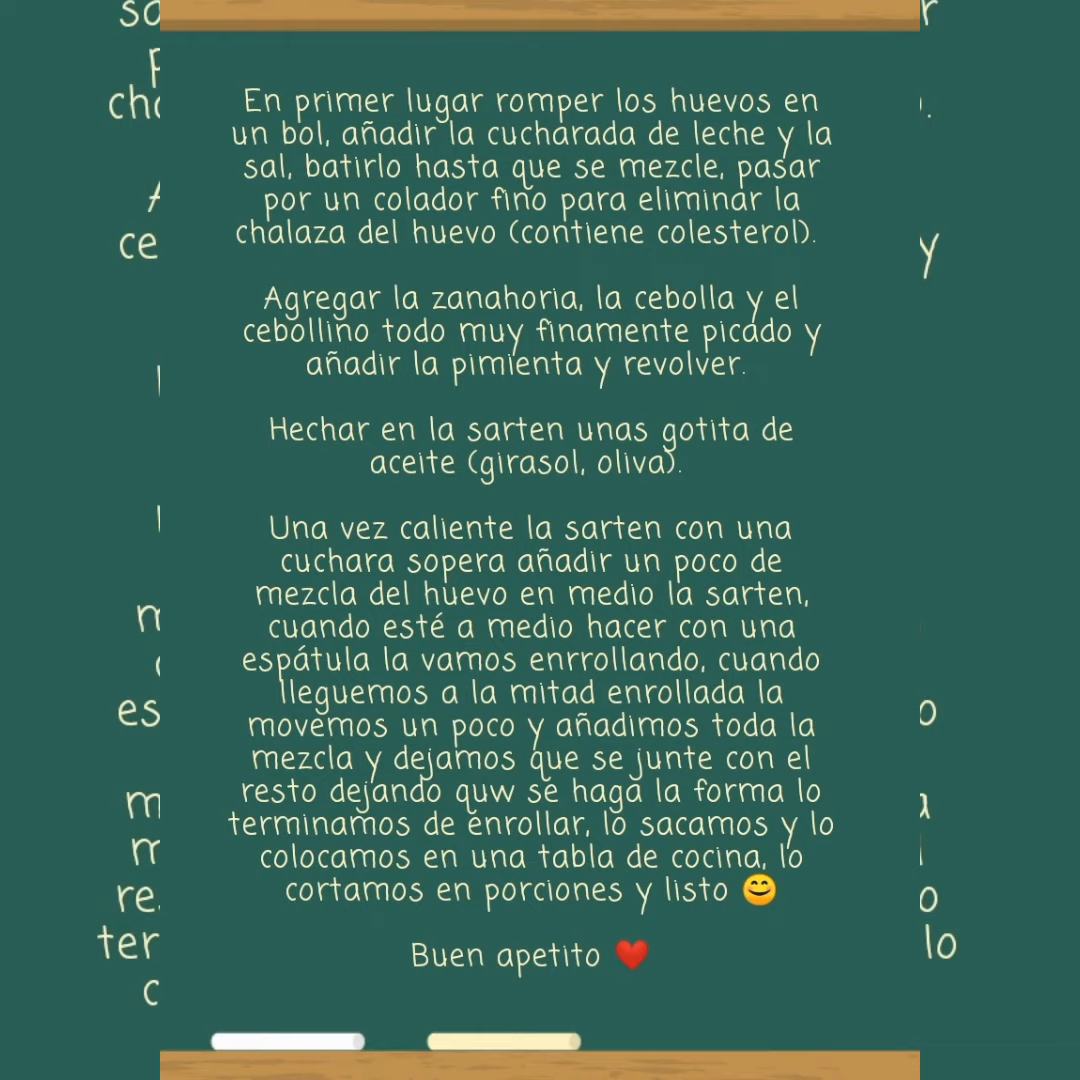 En primer lugar romper los huevos en
un bol, añadir la cucharada de leche y la
sal, batirlo hasta que se mezcle, pasar
por un colador fino para eliminar la
chalaza del huevo (contiene colesterol).
Agregar la zanahoria, la cebolla y el
cebollino todo muy finamente picado y
añadir la pimienta y revolver.
Hechar en la sarten unas gotita de
aceite (girasol, oliva).
Una vez caliente la sarten con una
cuchara sopera añadir un poco de
mezcla del huevo en medio la sarten,
cuando esté a medio hacer con una
espátula la vamos enrrollando, cuando
lleguemos a la mitad enrollada la
movemos un poco y añadimos toda la
mezcla y dejamos que se junte con el
resto dejando quw se haga la forma lo
terminamos de enrollar, lo sacamos y lo
colocamos en una tabla de cocina, lo
cortamos en porciones y listo 😊
Buen apetito ❤️